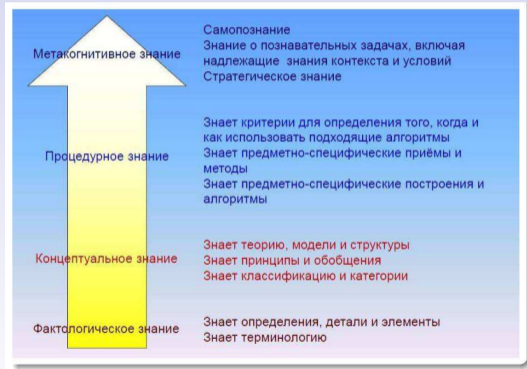 Самопознание
Метакогнитивное знание
Знание о познавательных задачах, включая
надлежащие знания контекста и условий
Стратегическое знание
Процедурное знание
Знает критерии для определения того, когда и
как использовать подходящие алгоритмы
Знает предметно-специфические приёмы и
методы
Знает предметно-специфические построения и
алгоритмы
Концептуальное знание
Знает теорию, модели и структуры
Знает принципы и обобщения
Знает классификацию и категории
Фактологическое знание
Знает определения, детали и элементы
Знает терминологию